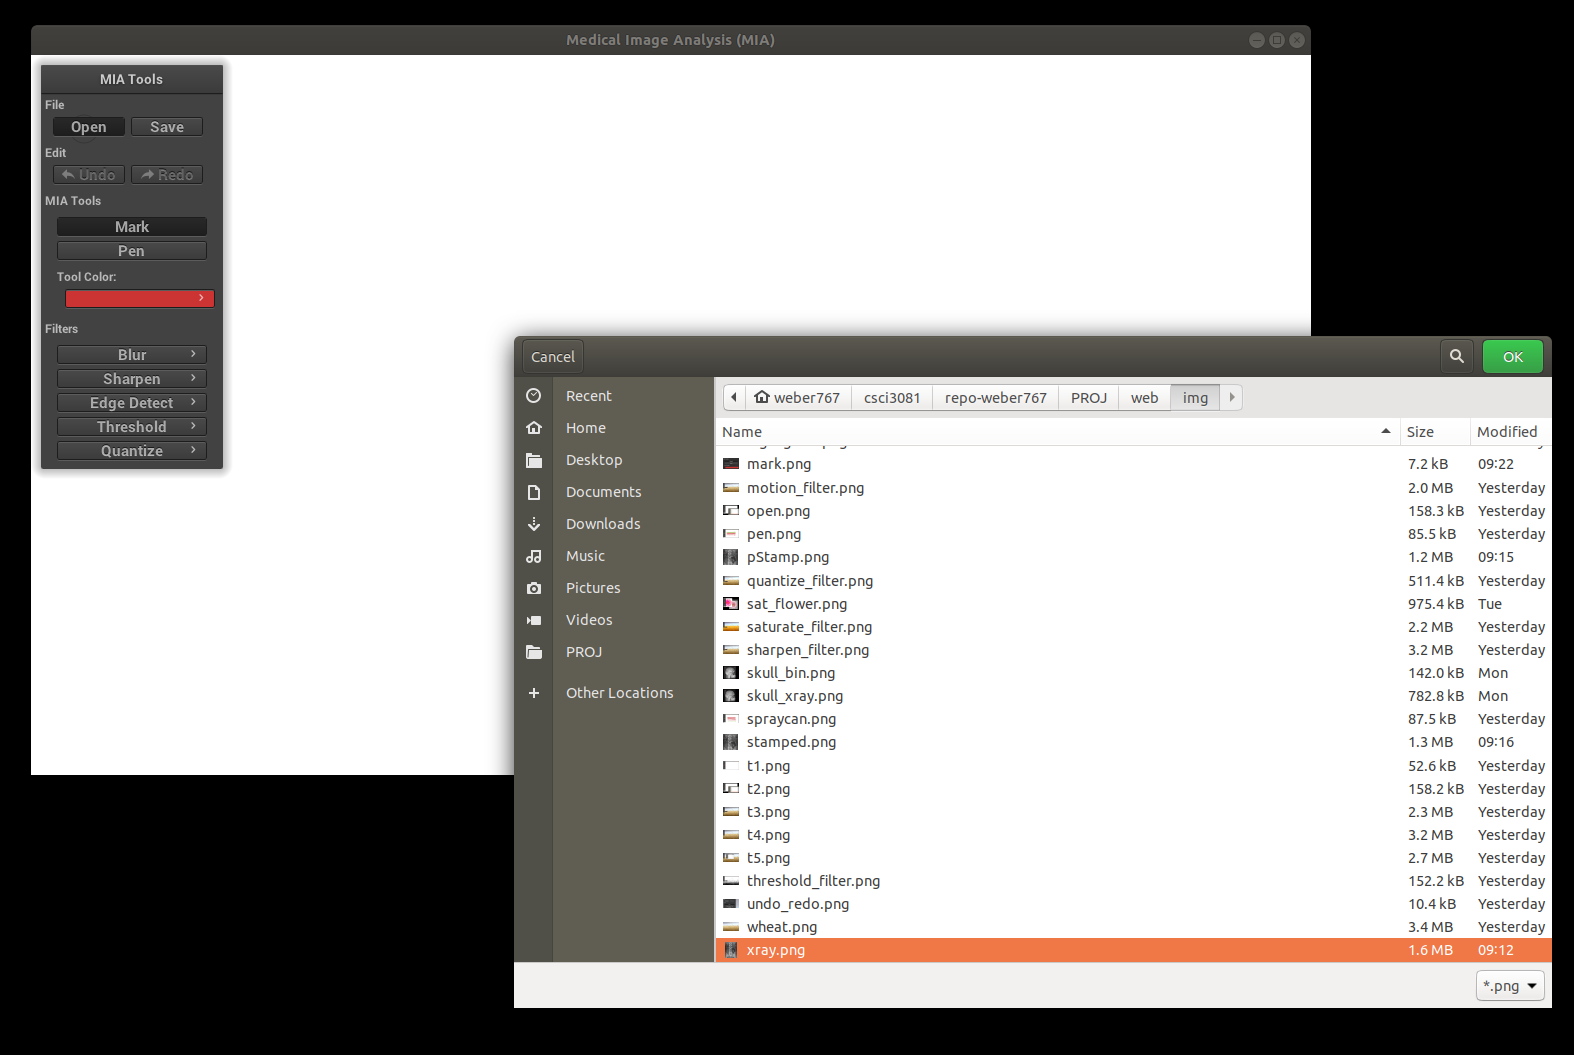 Medical Image Analysis (MIA)
MIA Tools
File
Open Save
Edit
Undo Redo
MIA Tools
Mark
Pen
Tool Color:
Filters
Blur
Sharpen
Edge Detect
Threshold
Quantize
Cancel OK
Recent
Home
Desktop
Documents
Downloads
Music
Pictures
Videos
PROJ
Other Locations
weber767 csci3081 repo-weber767 PROJ web img
Name Size Modified
mark.png 7.2 kB 09:22
motion_filter.png 2.0 MB Yesterday
open.png 158.3 kB Yesterday
pen.png 85.5 kB Yesterday
pStamp.png 1.2 MB 09:15
quantize_filter.png 511.4 kB Yesterday
sat_flower.png 975.4 kB Tue
saturate_filter.png 2.2 MB Yesterday
sharpen_filter.png 3.2 MB Yesterday
skull_bin.png 142.0 kB Mon
skull_xray.png 782.8 kB Mon
spraycan.png 87.5 kB Yesterday
stamped.png 1.3 MB 09:16
t1.png 52.6 kB Yesterday
t2.png 158.2 kB Yesterday
t3.png 2.3 MB Yesterday
t4.png 3.2 MB Yesterday
t5.png 2.7 MB Yesterday
threshold_filter.png 152.2 kB Yesterday
undo_redo.png 10.4 kB Yesterday
wheat.png 3.4 MB Yesterday
xray.png 1.6 MB 09:12
*.png